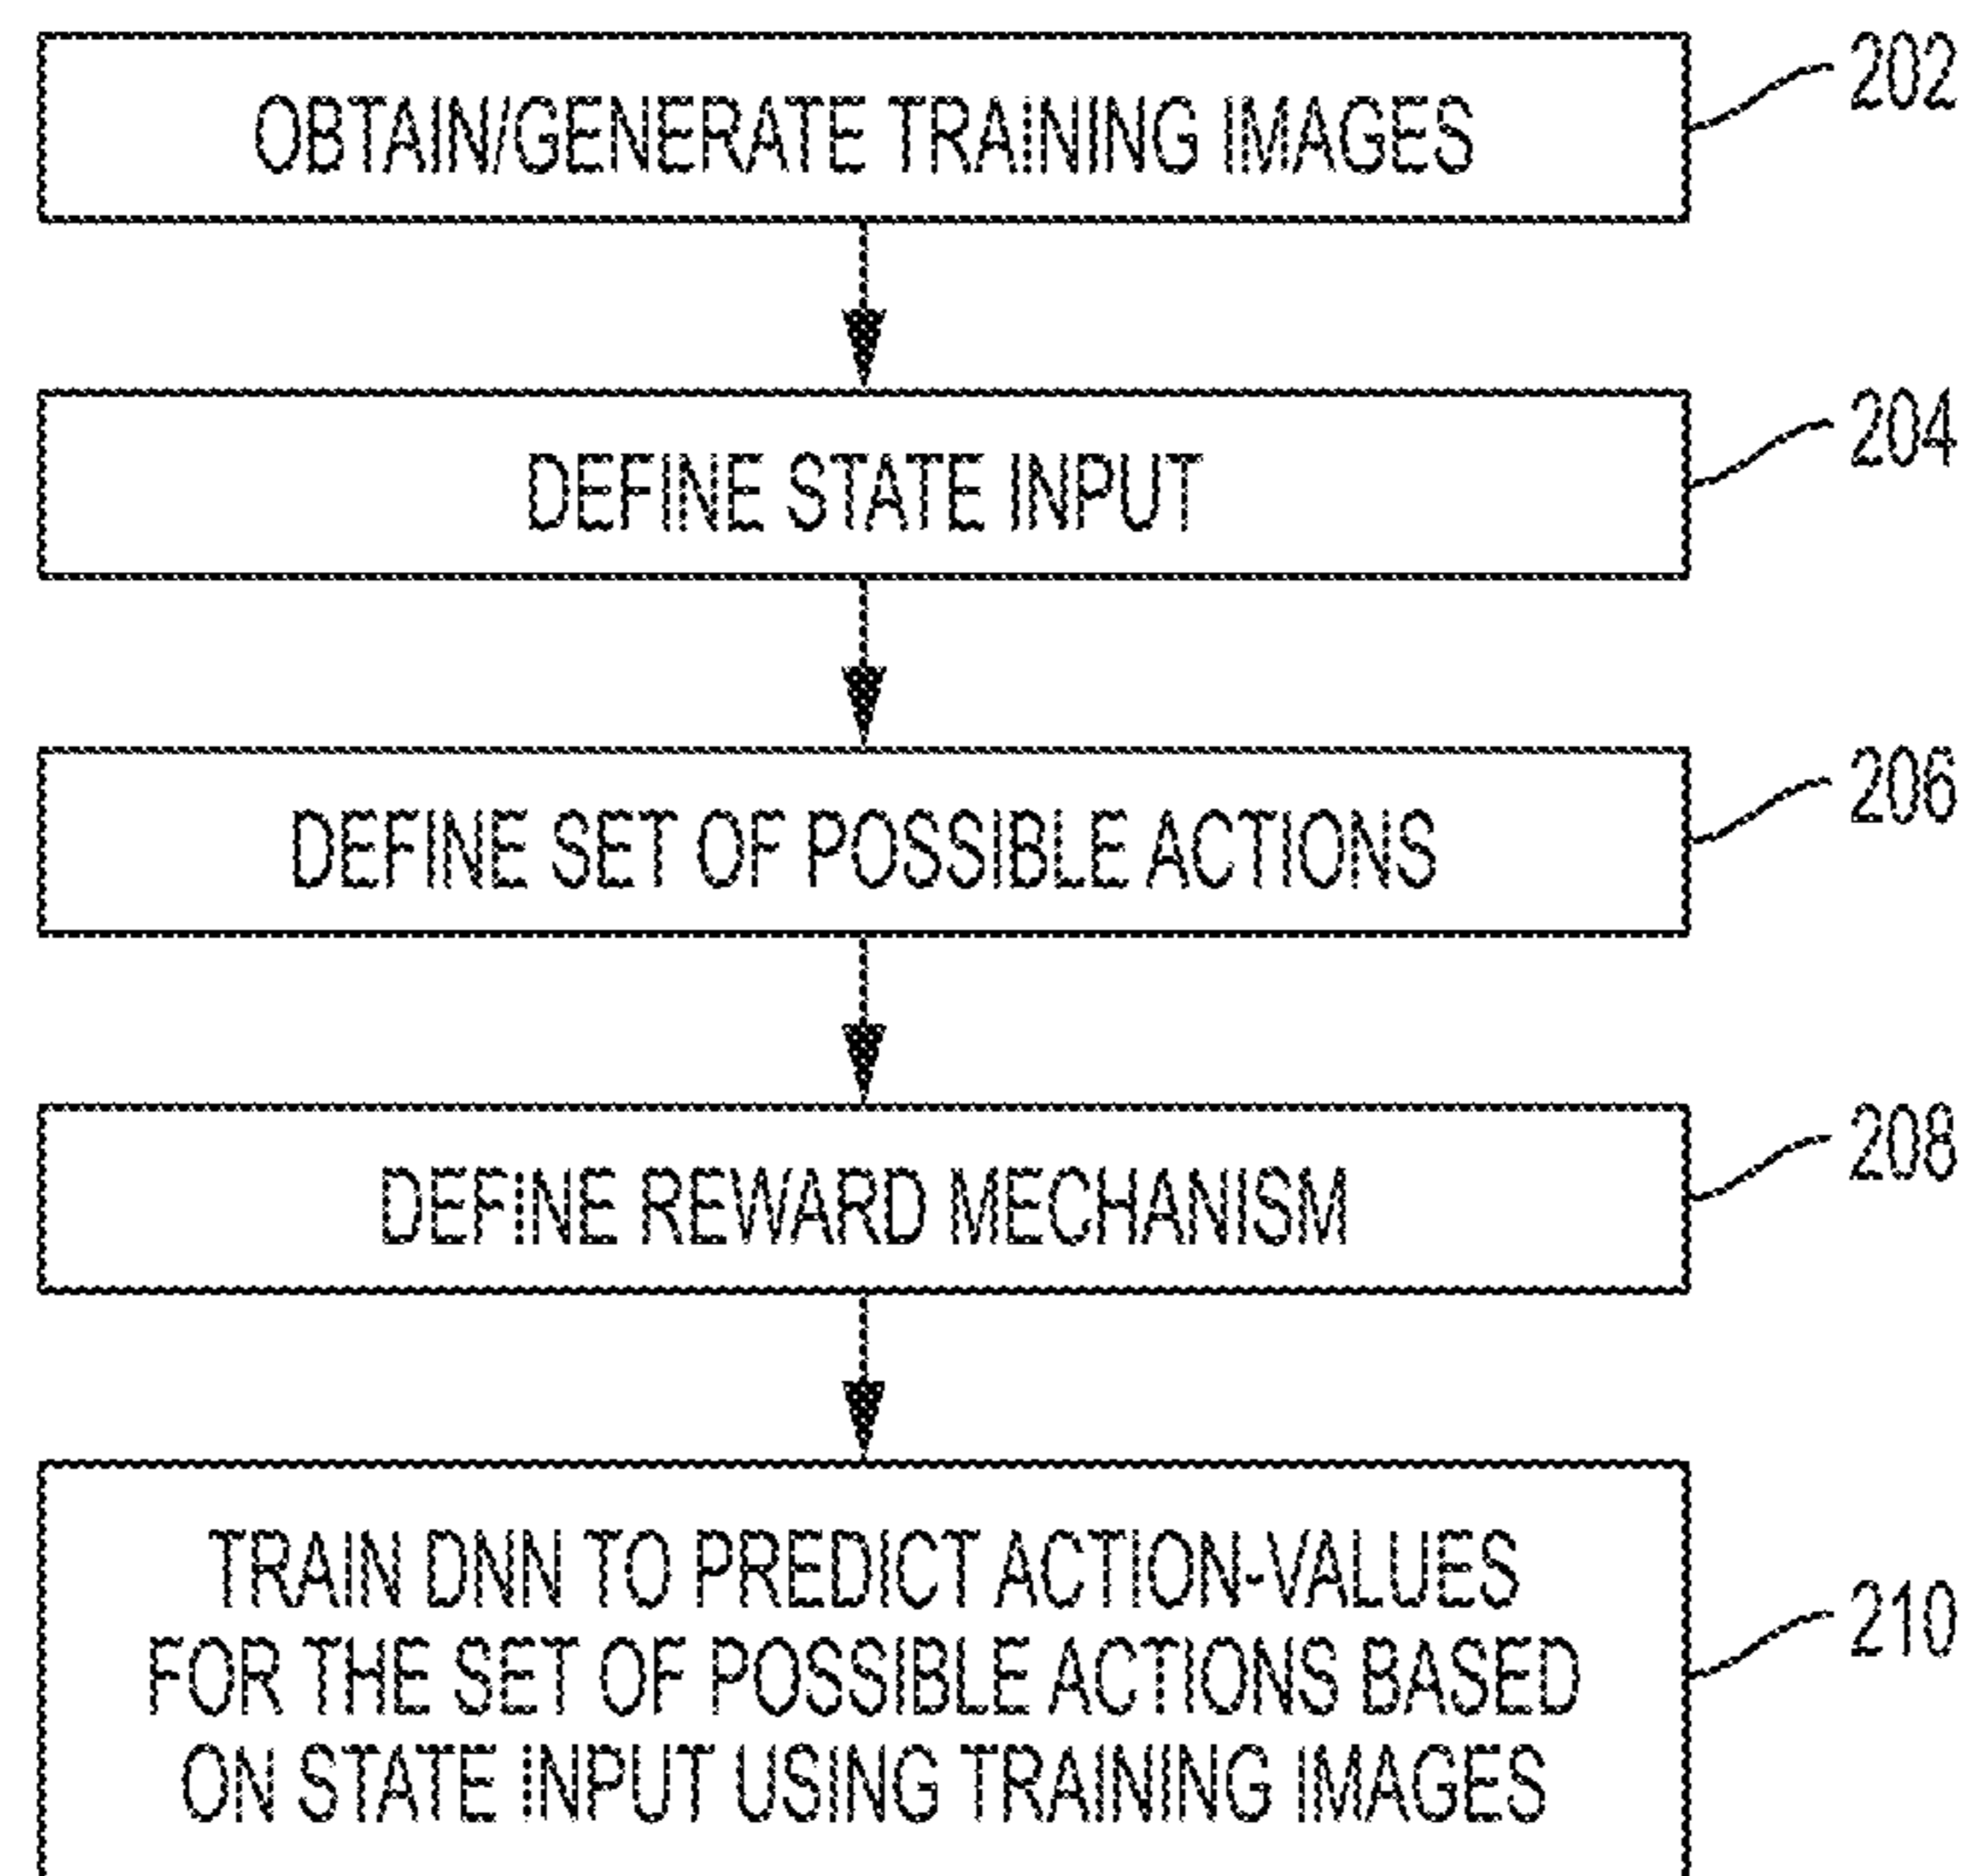 OBTAIN/GENERATE TRAINING IMAGES
202
DEFINE STATE INPUT
204
DEFINE SET OF POSSIBLE ACTIONS
206
DEFINE REWARD MECHANISM
208
TRAIN DNN TO PREDICT ACTION-VALUES
FOR THE SET OF POSSIBLE ACTIONS BASED
ON STATE INPUT USING TRAINING IMAGES
210